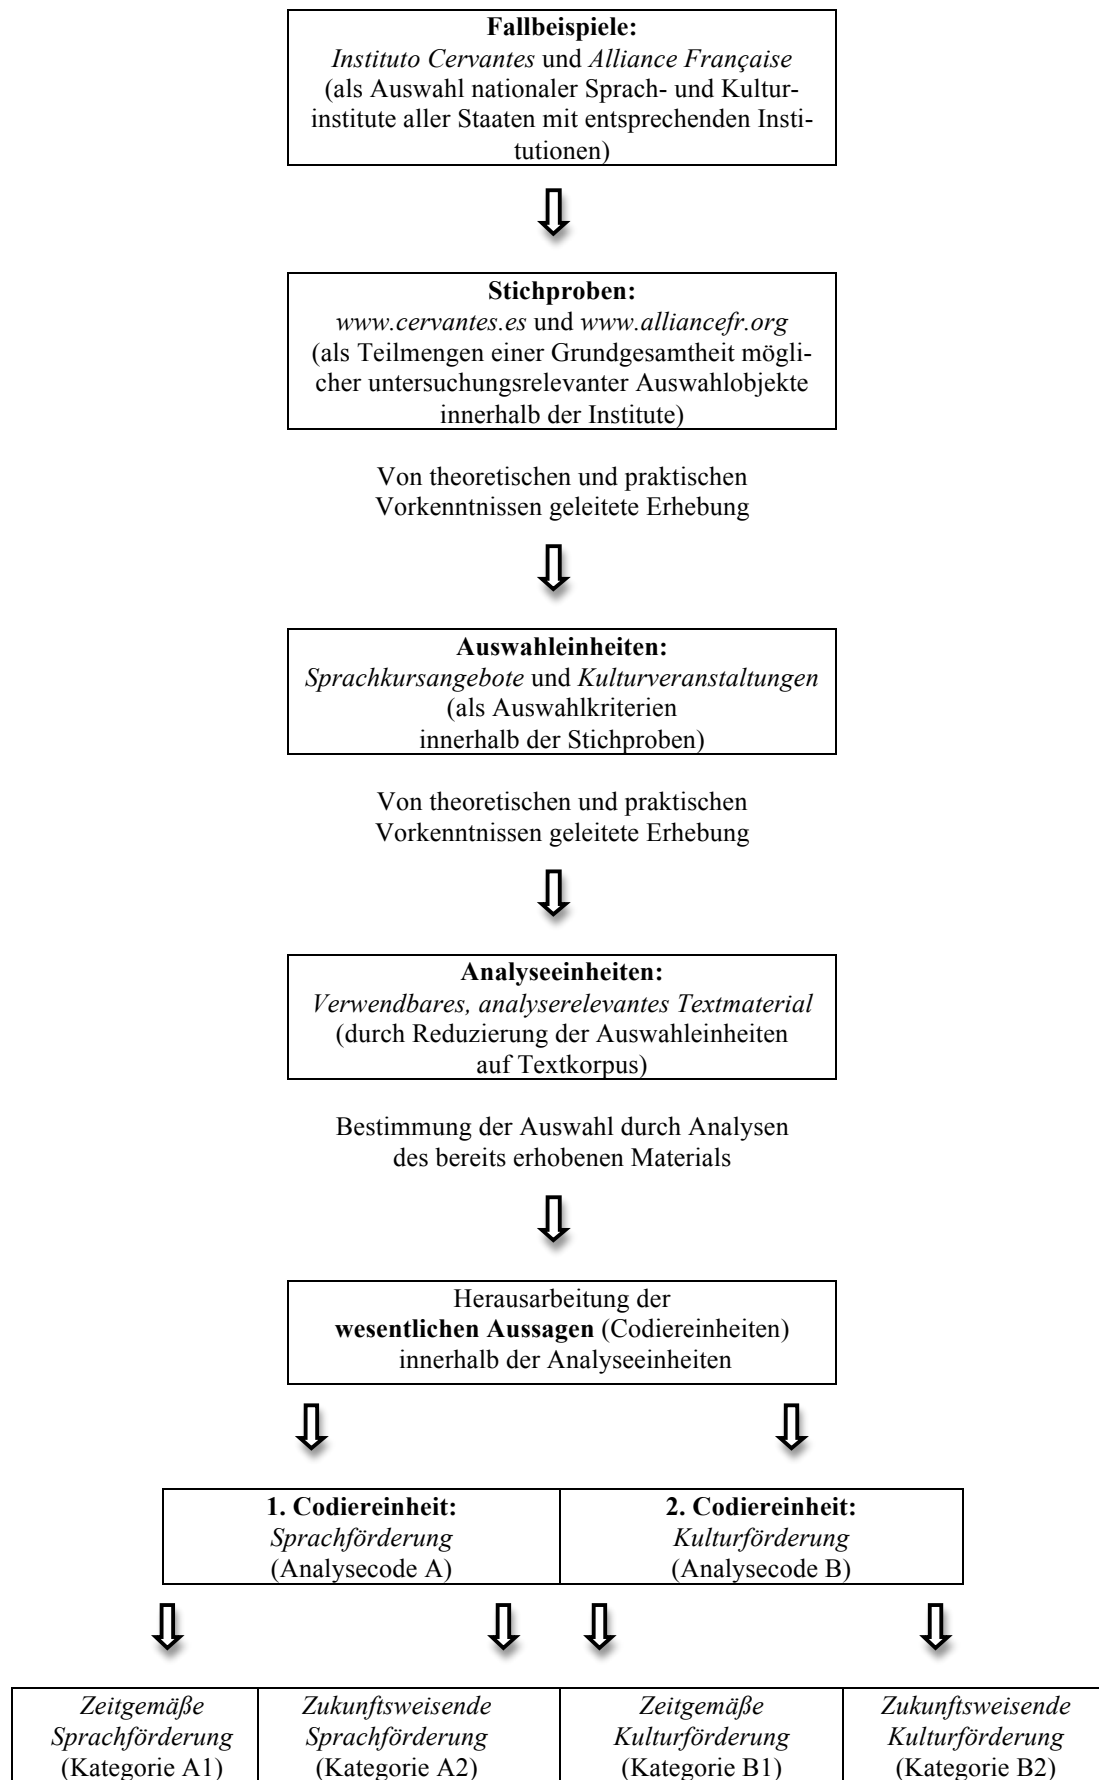 Fallbeispiele:
Instituto Cervantes und Alliance Française
(als Auswahl nationaler Sprach- und Kultur-
institute aller Staaten mit entsprechenden Insti-
tutionen)
Stichproben:
www.cervantes.es und www.alliancefr.org
(als Teilmengen einer Grundgesamtheit mögli-
cher untersuchungsrelevanter Auswahlobjekte
innerhalb der Institute)
Von theoretischen und praktischen
Vorkenntnissen geleitete Erhebung
Auswahleinheiten:
Sprachkursangebote und Kulturveranstaltungen
(als Auswahlkriterien
innerhalb der Stichproben)
Von theoretischen und praktischen
Vorkenntnissen geleitete Erhebung
Analyseeinheiten:
Verwendbares, analyserelevantes Textmaterial
(durch Reduzierung der Auswahleinheiten
auf Textkorpus)
Bestimmung der Auswahl durch Analysen
des bereits erhobenen Materials
Herausarbeitung der
wesentlichen Aussagen (Codiereinheiten)
innerhalb der Analyseeinheiten
1. Codiereinheit:
Sprachförderung
(Analysecode A)
2. Codiereinheit:
Kulturförderung
(Analysecode B)
Zeitgemäße
Sprachförderung
(Kategorie A1)
Zukunftsweisende
Sprachförderung
(Kategorie A2)
Zeitgemäße
Kulturförderung
(Kategorie B1)
Zukunftsweisende
Kulturförderung
(Kategorie B2)